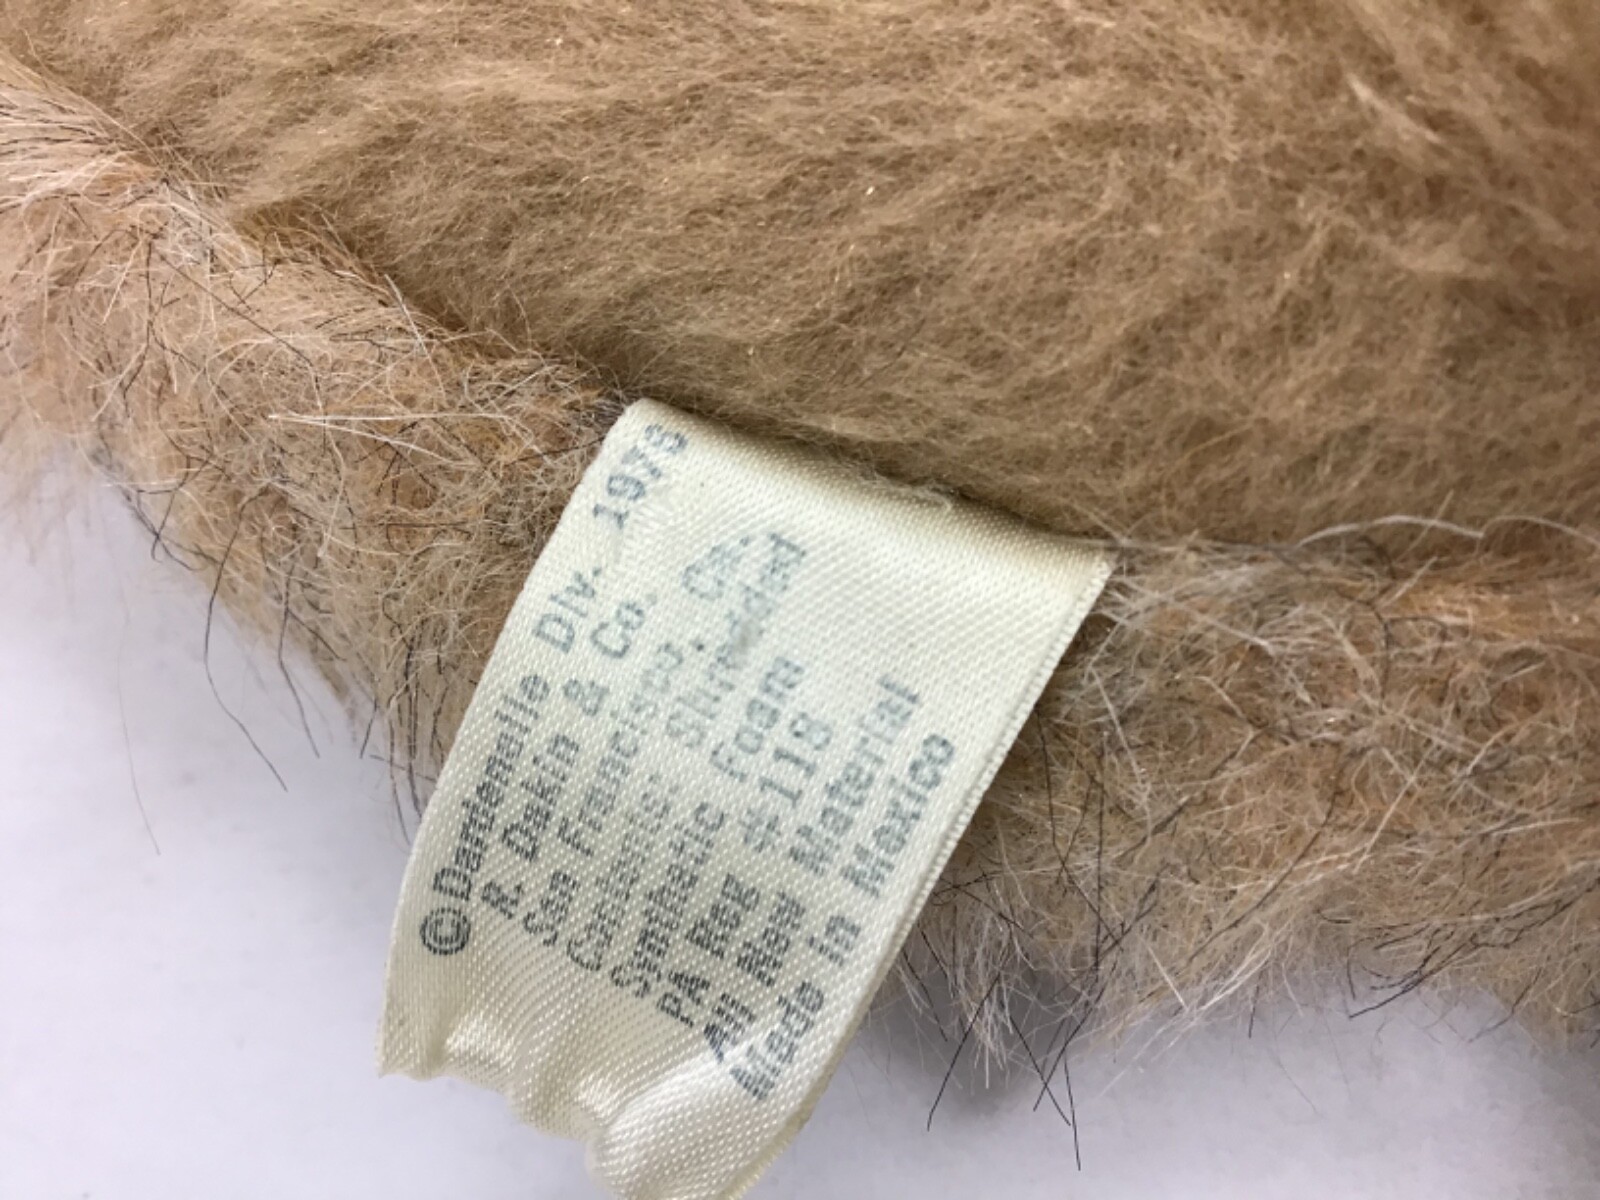 ©Dardenelle Div. 1978
R. Dakin & Co.
San Francisco, CA.
Contents: Shredded
Synthetic Foam
PA REG #118
All New Material
Made in Mexico